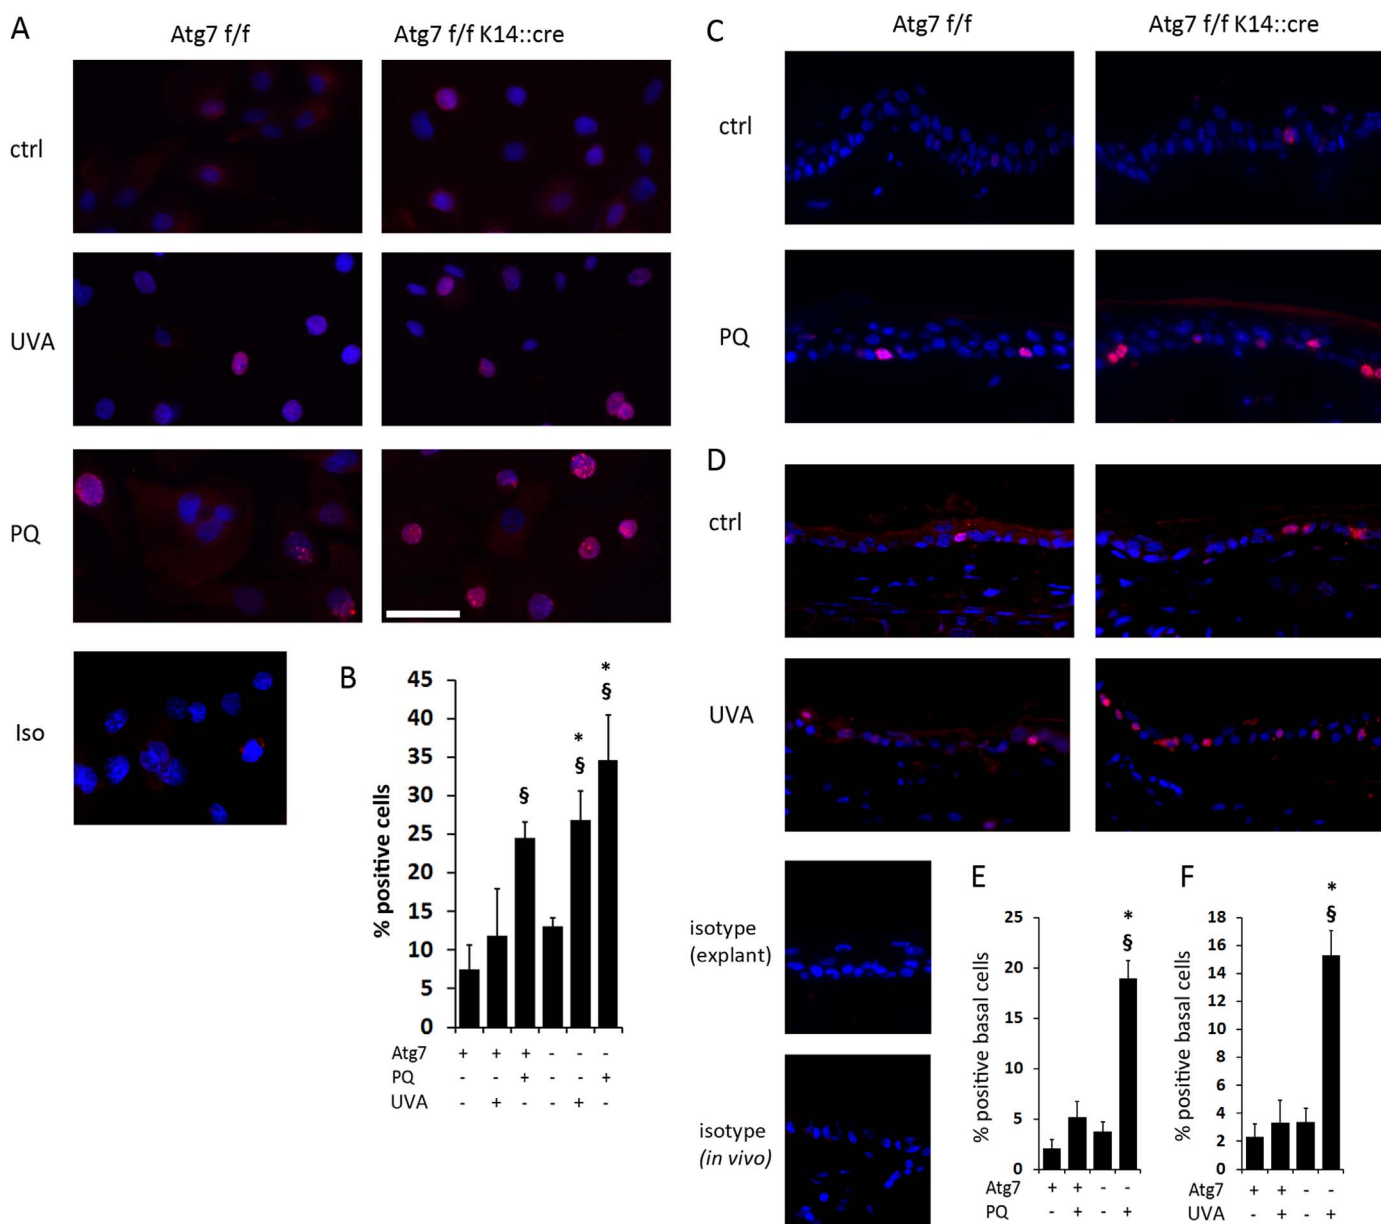 A
Atg7 f/f
Atg7 f/f K14::cre
ctrl
UVA
PQ
Iso
B
% positive cells
45
* §
40
* §
35
§
30
25
20
15
10
5
0
Atg7 + + + - - -
PQ - - + - - +
UVA - + - - + -
C
Atg7 f/f
Atg7 f/f K14::cre
ctrl
PQ
D
ctrl
UVA
isotype
(explant)
isotype
(in vivo)
E
% positive basal cells
25
* §
20
15
10
5
0
Atg7 + + - -
PQ - + - +
F
% positive basal cells
18
* §
16
14
12
10
8
6
4
2
0
Atg7 + + - -
UVA - + - +